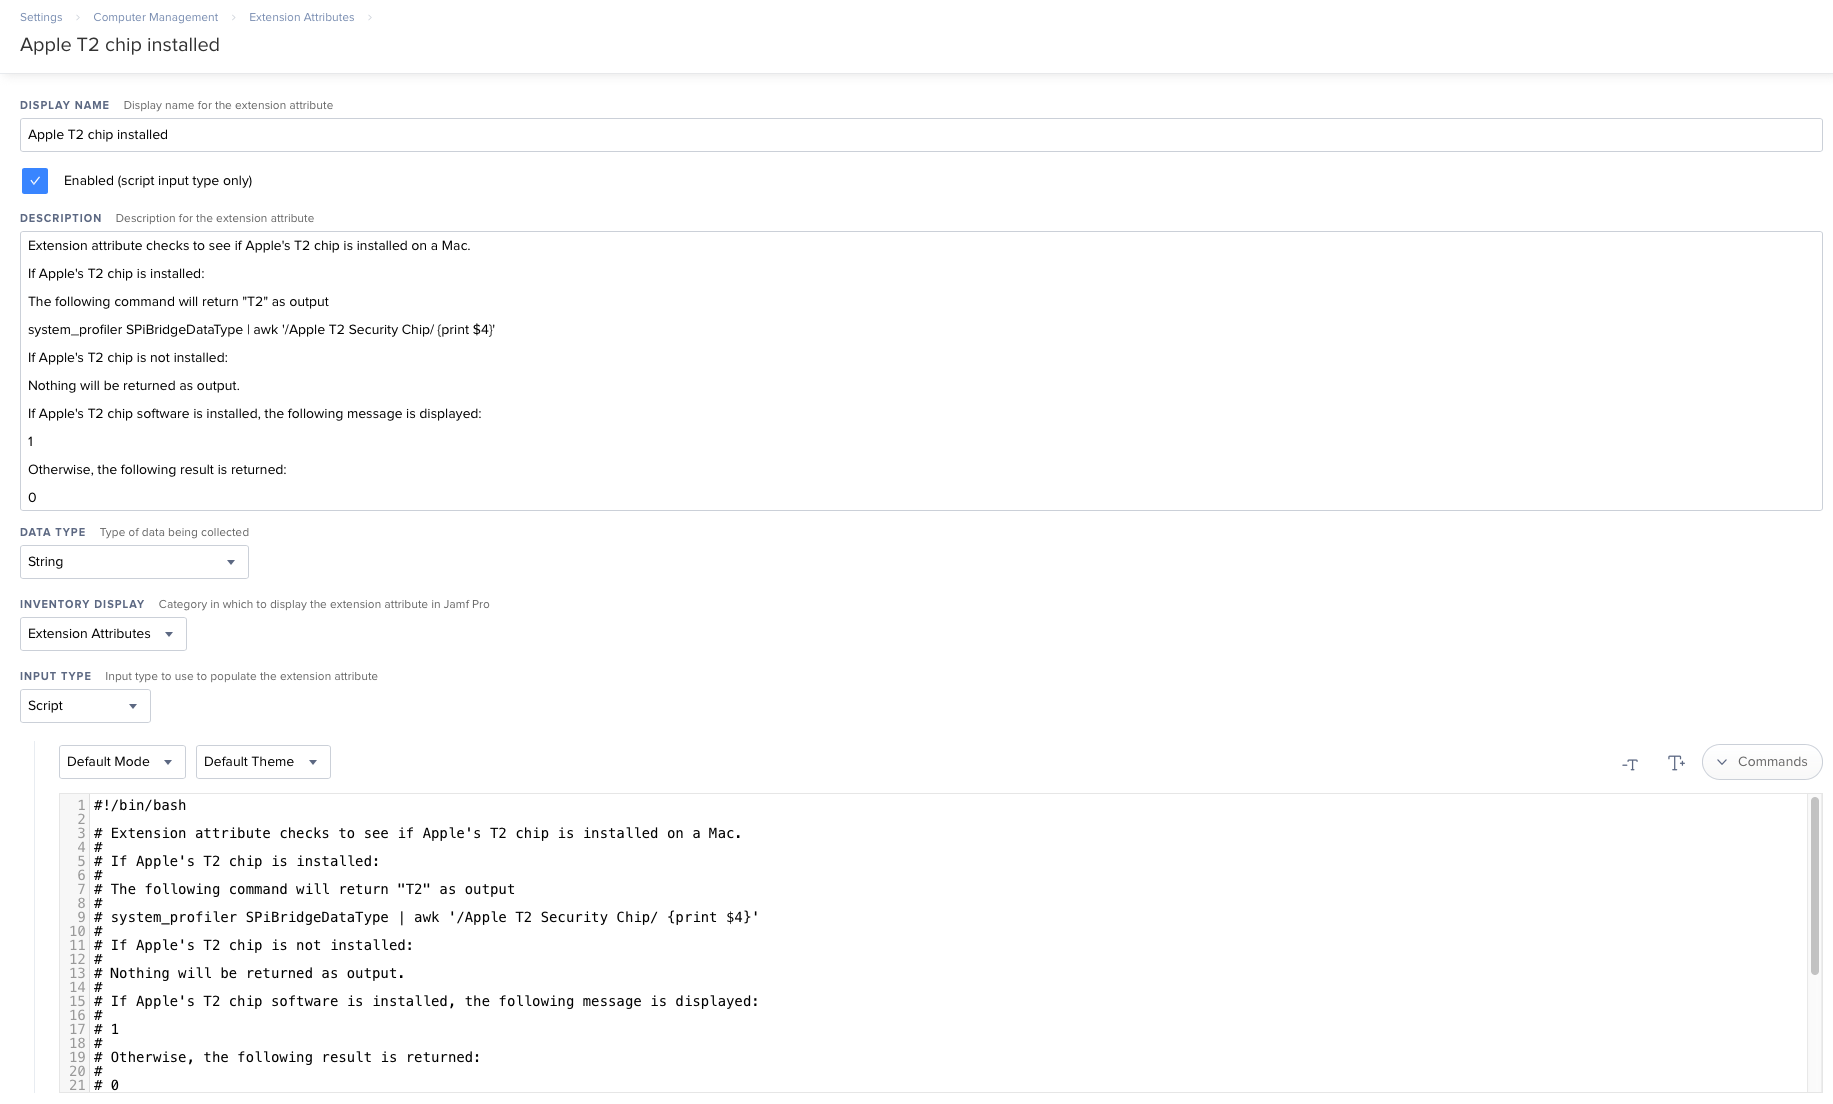 Settings > Computer Management > Extension Attributes >
Apple T2 chip installed
DISPLAY NAME Display name for the extension attribute
Apple T2 chip installed
Enabled (script input type only)
DESCRIPTION Description for the extension attribute
Extension attribute checks to see if Apple's T2 chip is installed on a Mac.
If Apple's T2 chip is installed:
The following command will return "T2" as output
system_profiler SPiBridgeDataType | awk '/Apple T2 Security Chip/ {print $4}'
If Apple's T2 chip is not installed:
Nothing will be returned as output.
If Apple's T2 chip software is installed, the following message is displayed:
1
Otherwise, the following result is returned:
0
DATA TYPE Type of data being collected
String
INVENTORY DISPLAY Category in which to display the extension attribute in Jamf Pro
Extension Attributes
INPUT TYPE Input type to use to populate the extension attribute
Script
Default Mode Default Theme -T T+ Commands
1 #!/bin/bash
2
3 # Extension attribute checks to see if Apple's T2 chip is installed on a Mac.
4 #
5 # If Apple's T2 chip is installed:
6 #
7 # The following command will return "T2" as output
8 #
9 # system_profiler SPiBridgeDataType | awk '/Apple T2 Security Chip/ {print $4}'
10 #
11 # If Apple's T2 chip is not installed:
12 #
13 # Nothing will be returned as output.
14 #
15 # If Apple's T2 chip software is installed, the following message is displayed:
16 #
17 # 1
18 #
19 # Otherwise, the following result is returned:
20 #
21 # 0